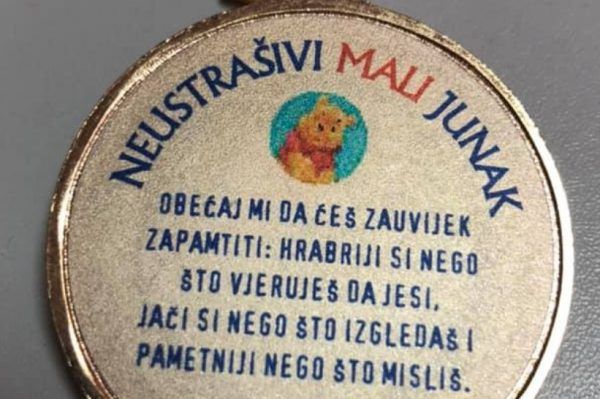 NEUSTRAŠIVI MALI JUNAK
OBEĆAJ MI DA ĆEŠ ZAUVIJEK
ZAPAMTITI: HRABRIJI SI NEGO
ŠTO VJERUJEŠ DA JESI,
JAČI SI NEGO ŠTO IZGLEDAŠ I
PAMETNIJI NEGO ŠTO MISLIŠ.